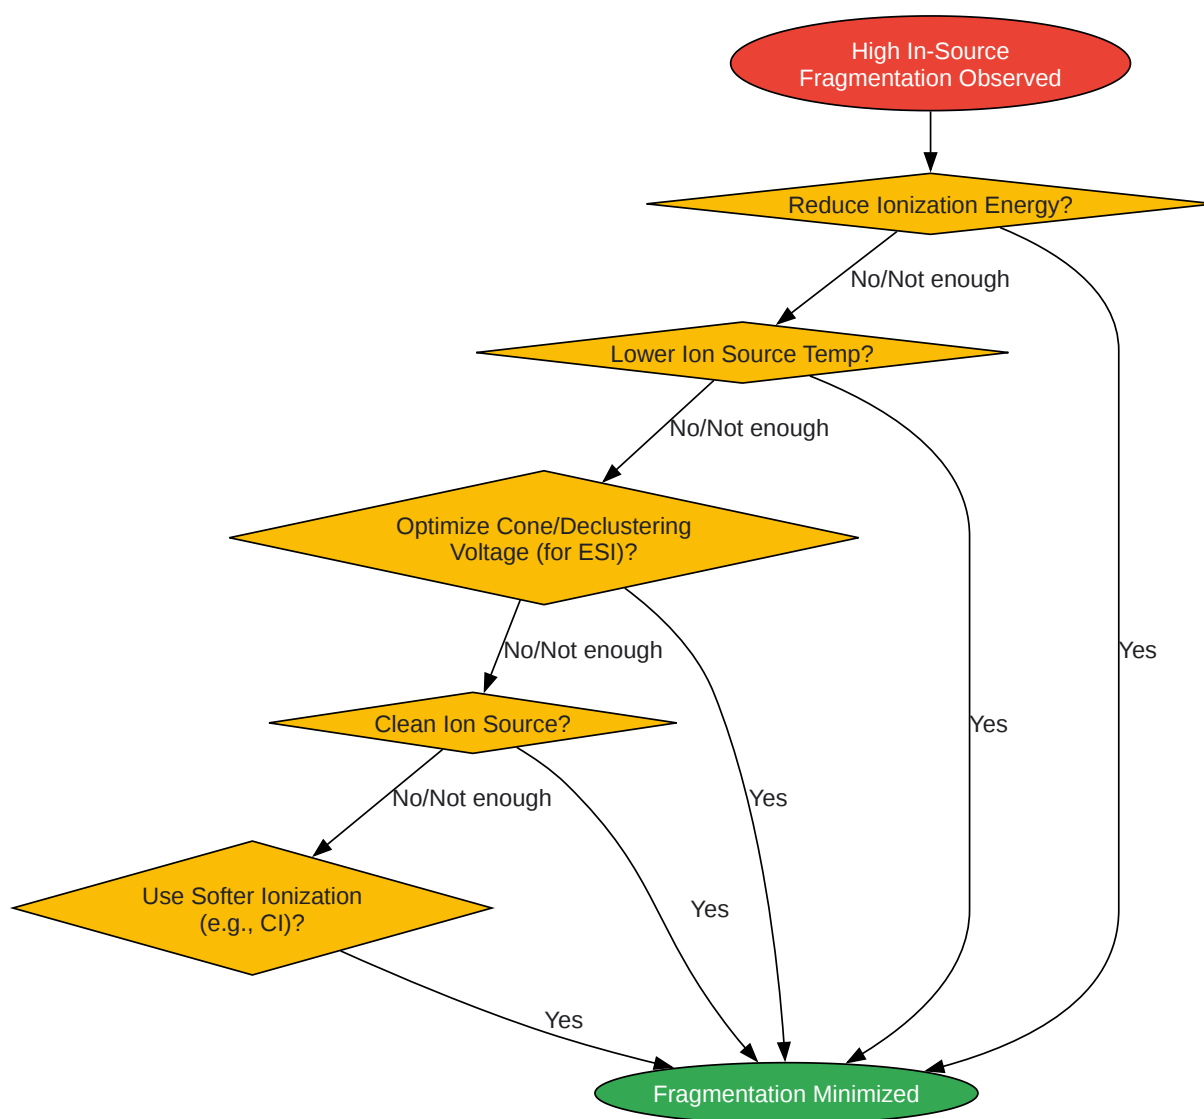 High In-Source
Fragmentation Observed
Reduce Ionization Energy?
No/Not enough
Lower Ion Source Temp?
No/Not enough
Optimize Cone/Declustering
Voltage (for ESI)?
No/Not enough
Yes
Clean Ion Source?
Yes
No/Not enough
Yes
Use Softer Ionization
(e.g., CI)?
Yes
Yes
Fragmentation Minimized